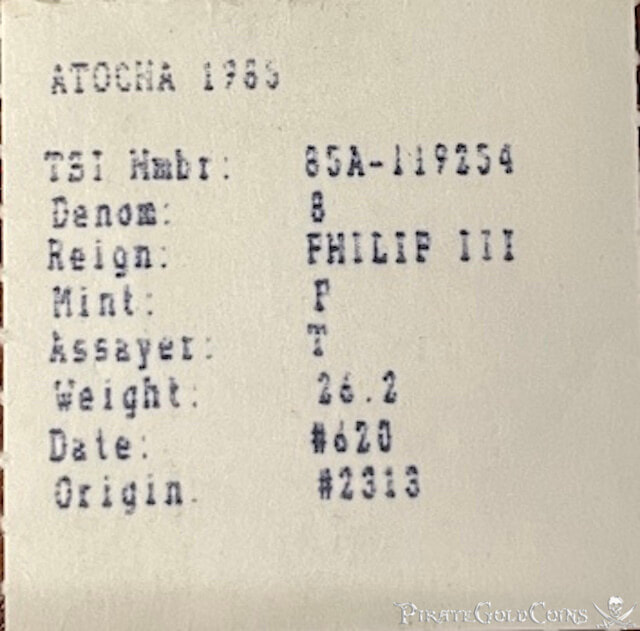 ATOCHA 1985
TSI Nmbr: 85A-119254
Denom: 8
Reign: PHILIP III
Mint: P
Assayer: T
Weight: 26.2
Date: #620
Origin: #2313
PIRATEGOLDCOINS